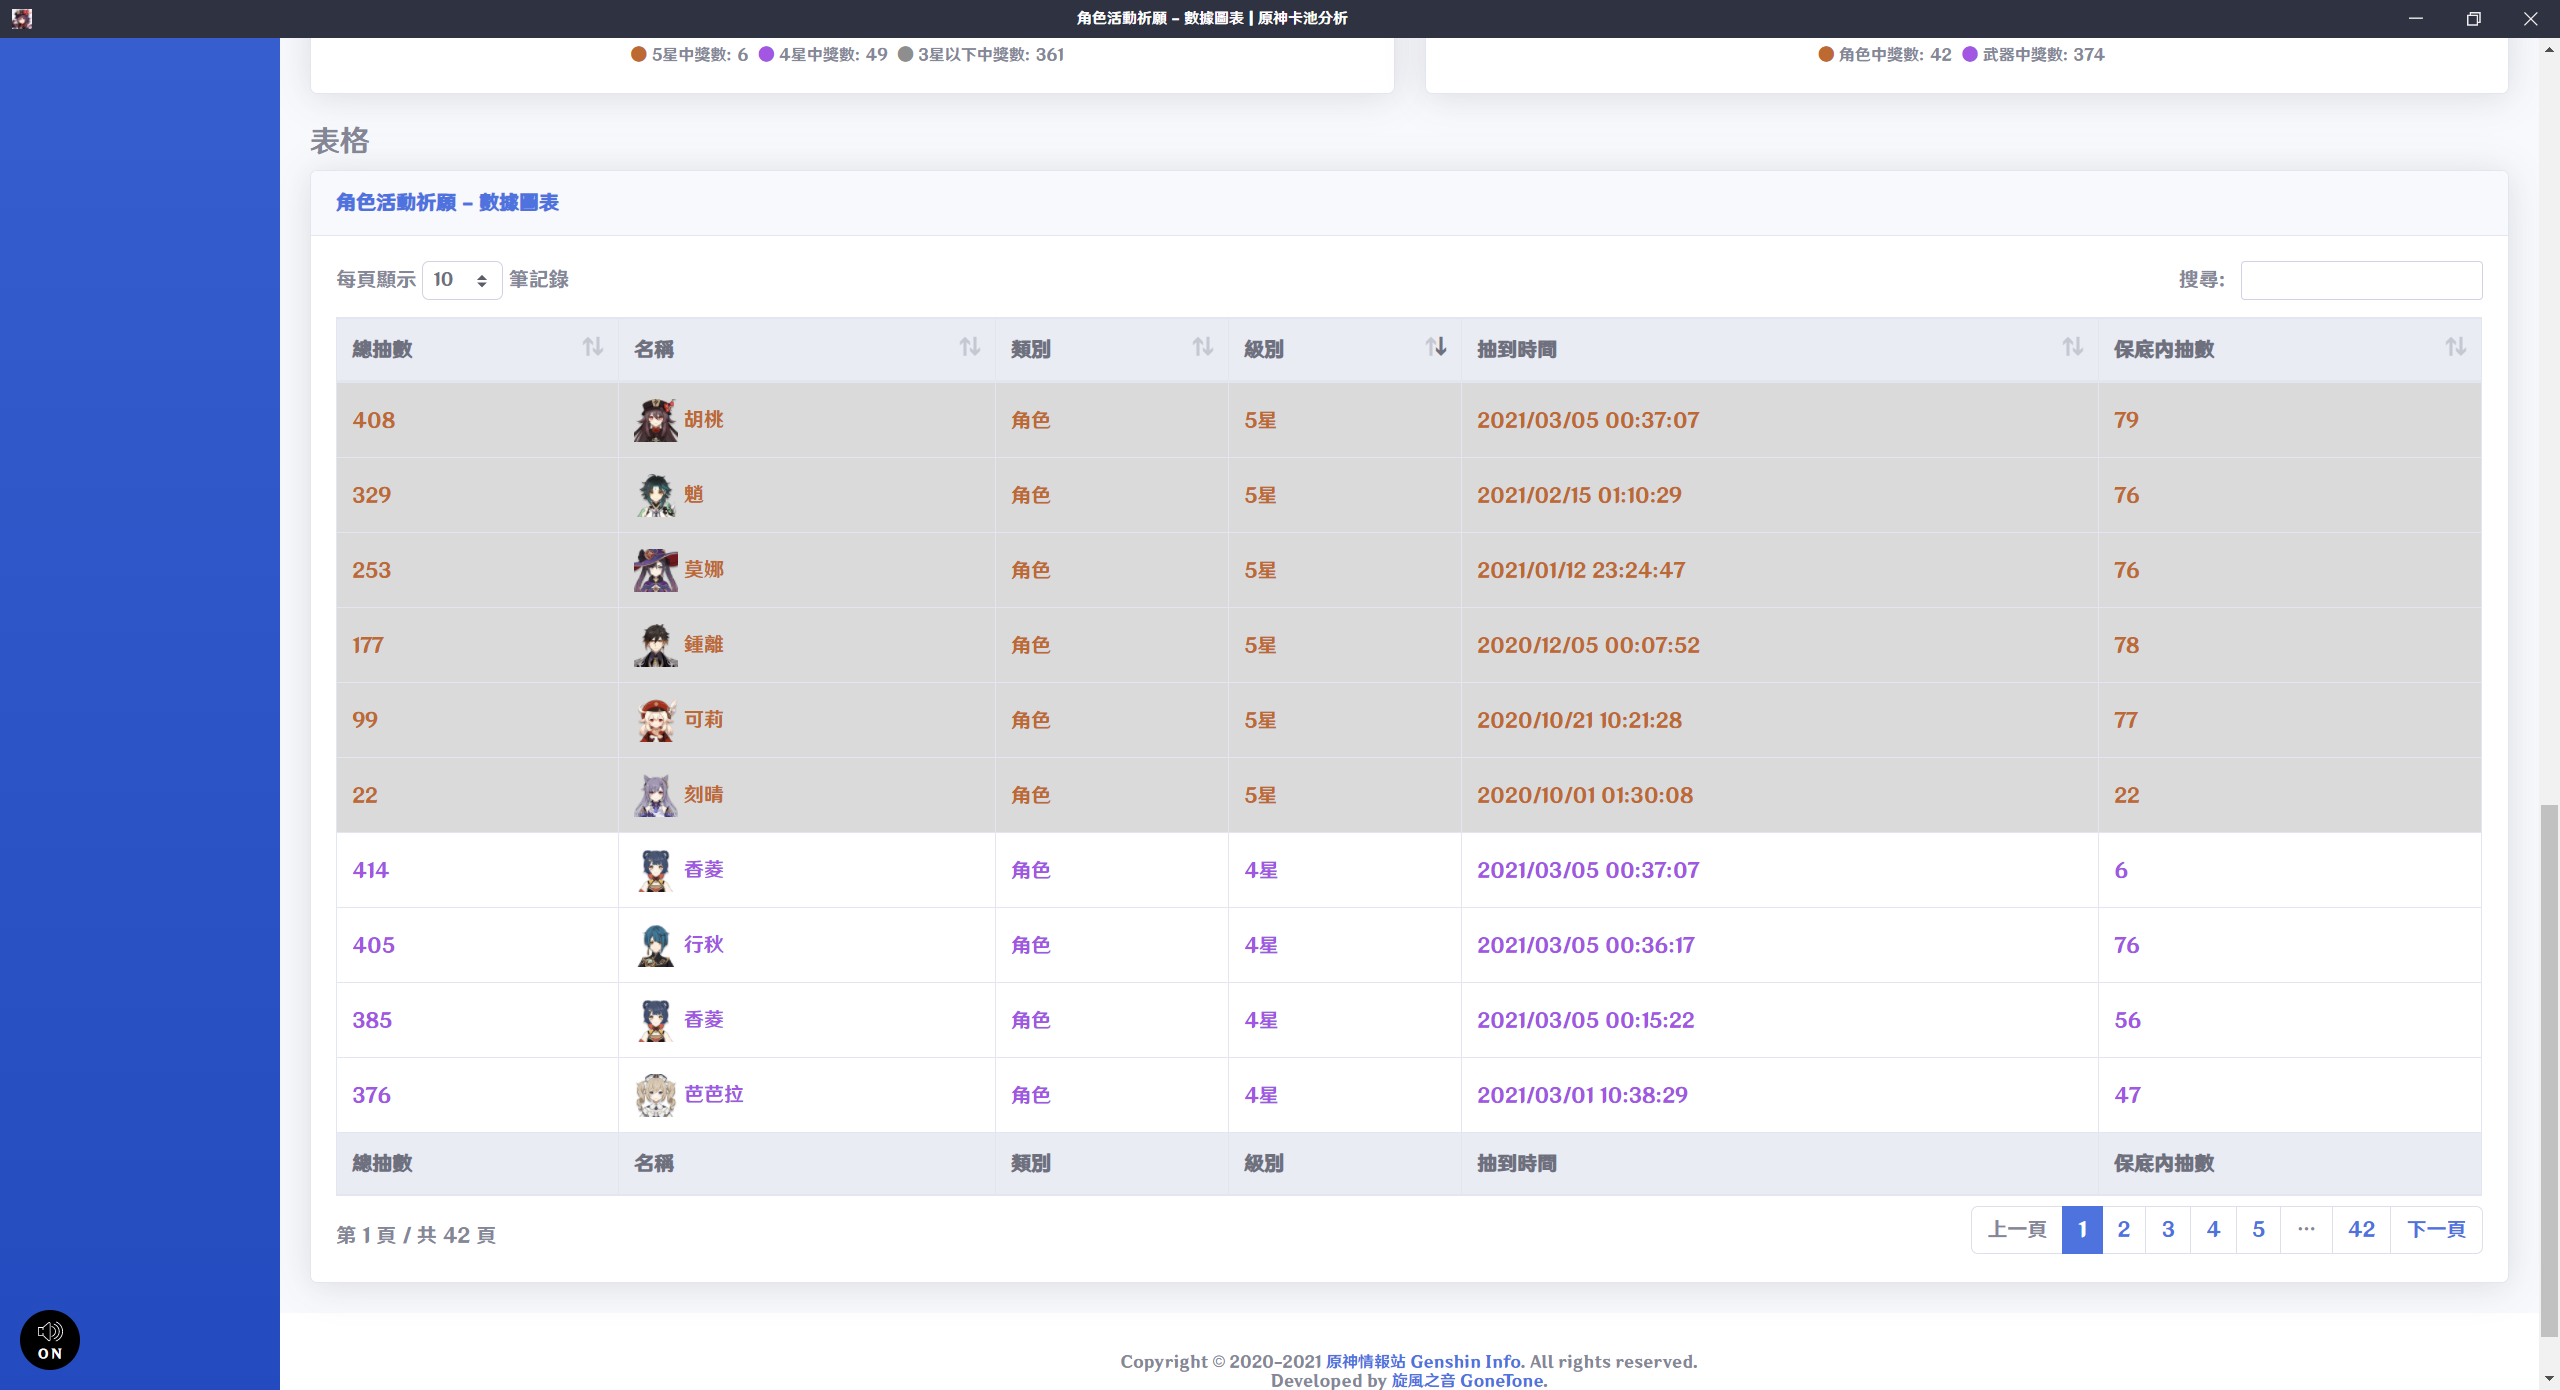 角色活動祈願 - 數據圖表 | 原神卡池分析
5星中獎數: 6 4星中獎數: 49 3星以下中獎數: 361
角色中獎數: 42 武器中獎數: 374
表格
角色活動祈願 - 數據圖表
每頁顯示 10 筆記錄
搜尋:
總抽數 名稱 類別 級別 抽到時間 保底內抽數
408 胡桃 角色 5星 2021/03/05 00:37:07 79
329 魈 角色 5星 2021/02/15 01:10:29 76
253 莫娜 角色 5星 2021/01/12 23:24:47 76
177 鍾離 角色 5星 2020/12/05 00:07:52 78
99 可莉 角色 5星 2020/10/21 10:21:28 77
22 刻晴 角色 5星 2020/10/01 01:30:08 22
414 香菱 角色 4星 2021/03/05 00:37:07 6
405 行秋 角色 4星 2021/03/05 00:36:17 76
385 香菱 角色 4星 2021/03/05 00:15:22 56
376 芭芭拉 角色 4星 2021/03/01 10:38:29 47
總抽數 名稱 類別 級別 抽到時間 保底內抽數
第 1 頁 / 共 42 頁
上一頁 1 2 3 4 5 … 42 下一頁
ON
Copyright © 2020-2021 原神情報站 Genshin Info. All rights reserved.
Developed by 旋風之音 GoneTone.